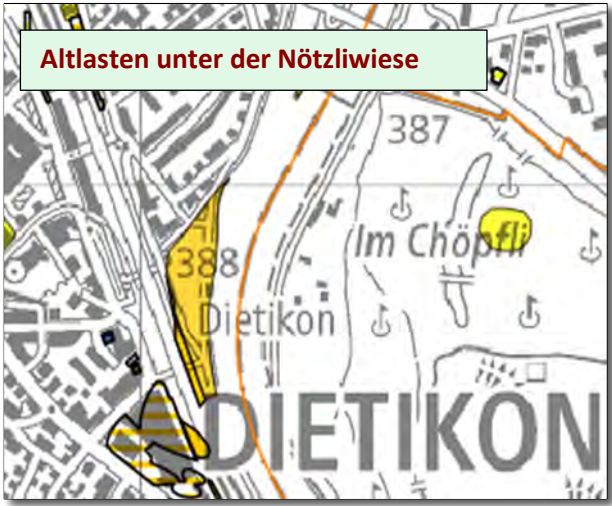 Altlasten unter der Nötzliwiese
387
Im Chöpfli
388
Dietikon
DIETIKON